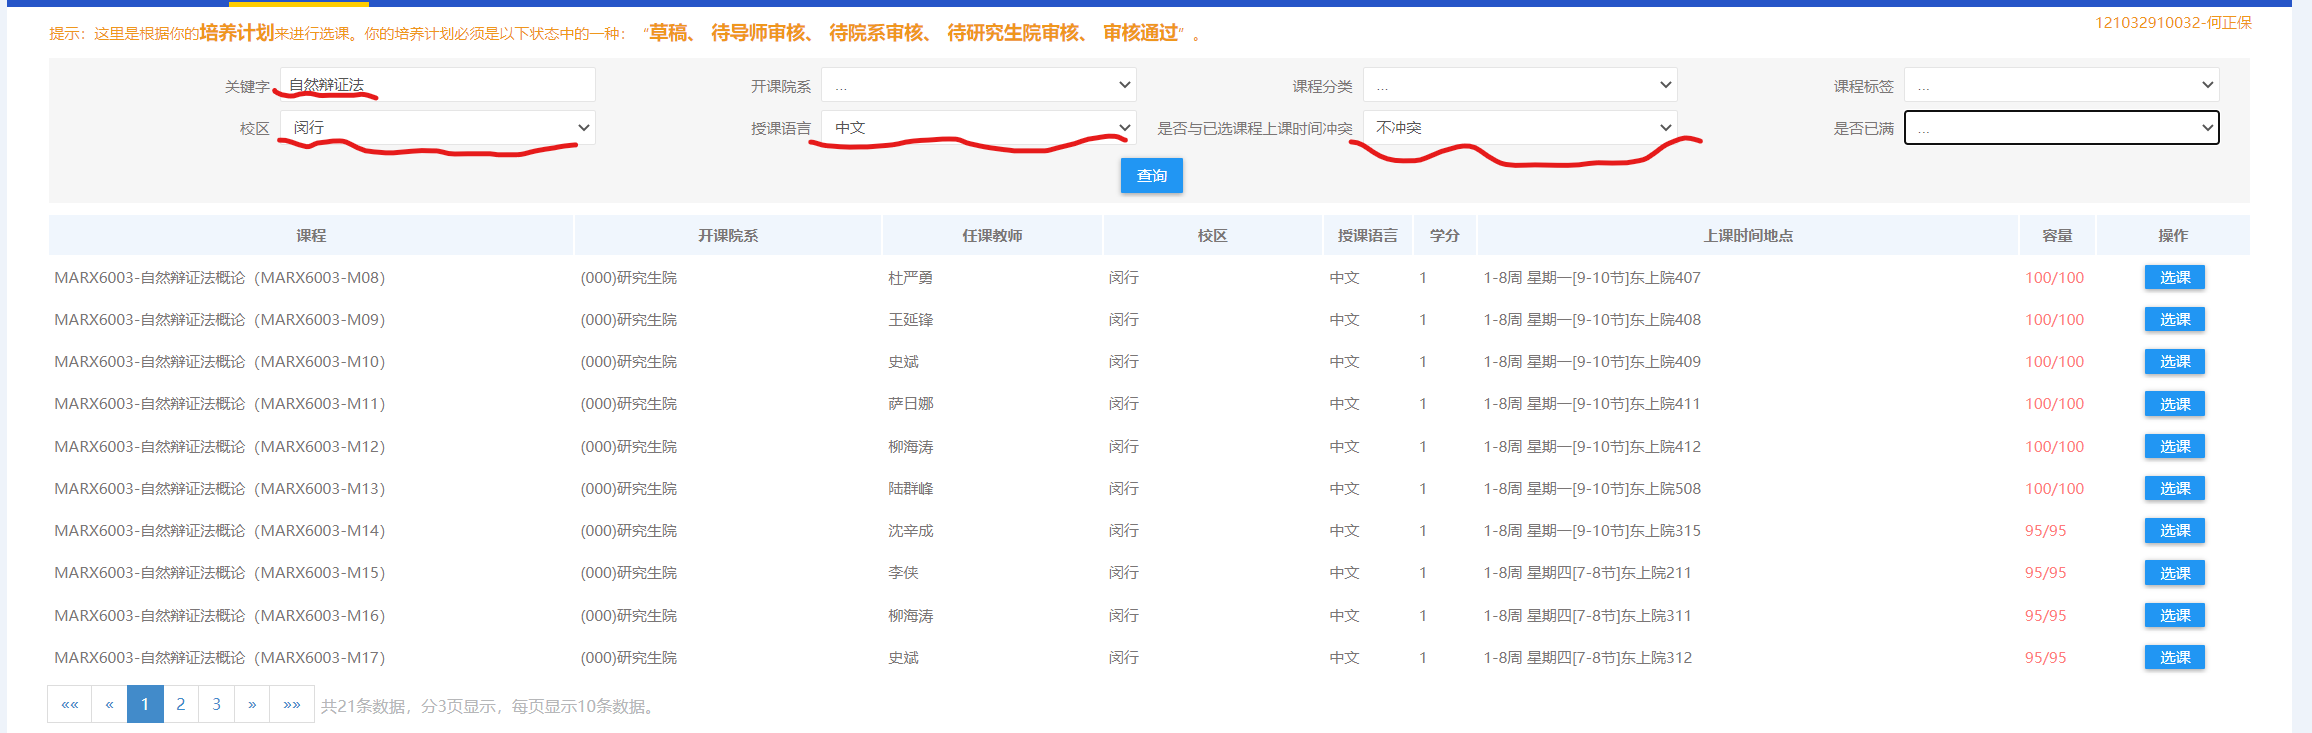 提示：这里是根据你的培养计划来进行选课。你的培养计划必须是以下状态中的一种：“草稿、 待导师审核、 待院系审核、 待研究生院审核、 审核通过”。
121032910032-何正保
关键字 自然辩证法 开课院系 ... 课程分类 ... 课程标签 ...
校区 闵行 授课语言 中文 是否与已选课程上课时间冲突 不冲突 是否已满 ...
查询
课程 开课院系 任课教师 校区 授课语言 学分 上课时间地点 容量 操作
MARX6003-自然辩证法概论（MARX6003-M08） (000)研究生院 杜严勇 闵行 中文 1 1-8周 星期一[9-10节]东上院407 100/100 选课
MARX6003-自然辩证法概论（MARX6003-M09） (000)研究生院 王延锋 闵行 中文 1 1-8周 星期一[9-10节]东上院408 100/100 选课
MARX6003-自然辩证法概论（MARX6003-M10） (000)研究生院 史斌 闵行 中文 1 1-8周 星期一[9-10节]东上院409 100/100 选课
MARX6003-自然辩证法概论（MARX6003-M11） (000)研究生院 萨日娜 闵行 中文 1 1-8周 星期一[9-10节]东上院411 100/100 选课
MARX6003-自然辩证法概论（MARX6003-M12） (000)研究生院 柳海涛 闵行 中文 1 1-8周 星期一[9-10节]东上院412 100/100 选课
MARX6003-自然辩证法概论（MARX6003-M13） (000)研究生院 陆群峰 闵行 中文 1 1-8周 星期一[9-10节]东上院508 100/100 选课
MARX6003-自然辩证法概论（MARX6003-M14） (000)研究生院 沈辛成 闵行 中文 1 1-8周 星期一[9-10节]东上院315 95/95 选课
MARX6003-自然辩证法概论（MARX6003-M15） (000)研究生院 李侠 闵行 中文 1 1-8周 星期四[7-8节]东上院211 95/95 选课
MARX6003-自然辩证法概论（MARX6003-M16） (000)研究生院 柳海涛 闵行 中文 1 1-8周 星期四[7-8节]东上院311 95/95 选课
MARX6003-自然辩证法概论（MARX6003-M17） (000)研究生院 史斌 闵行 中文 1 1-8周 星期四[7-8节]东上院312 95/95 选课
«« « 1 2 3 » »» 共21条数据，分3页显示，每页显示10条数据。